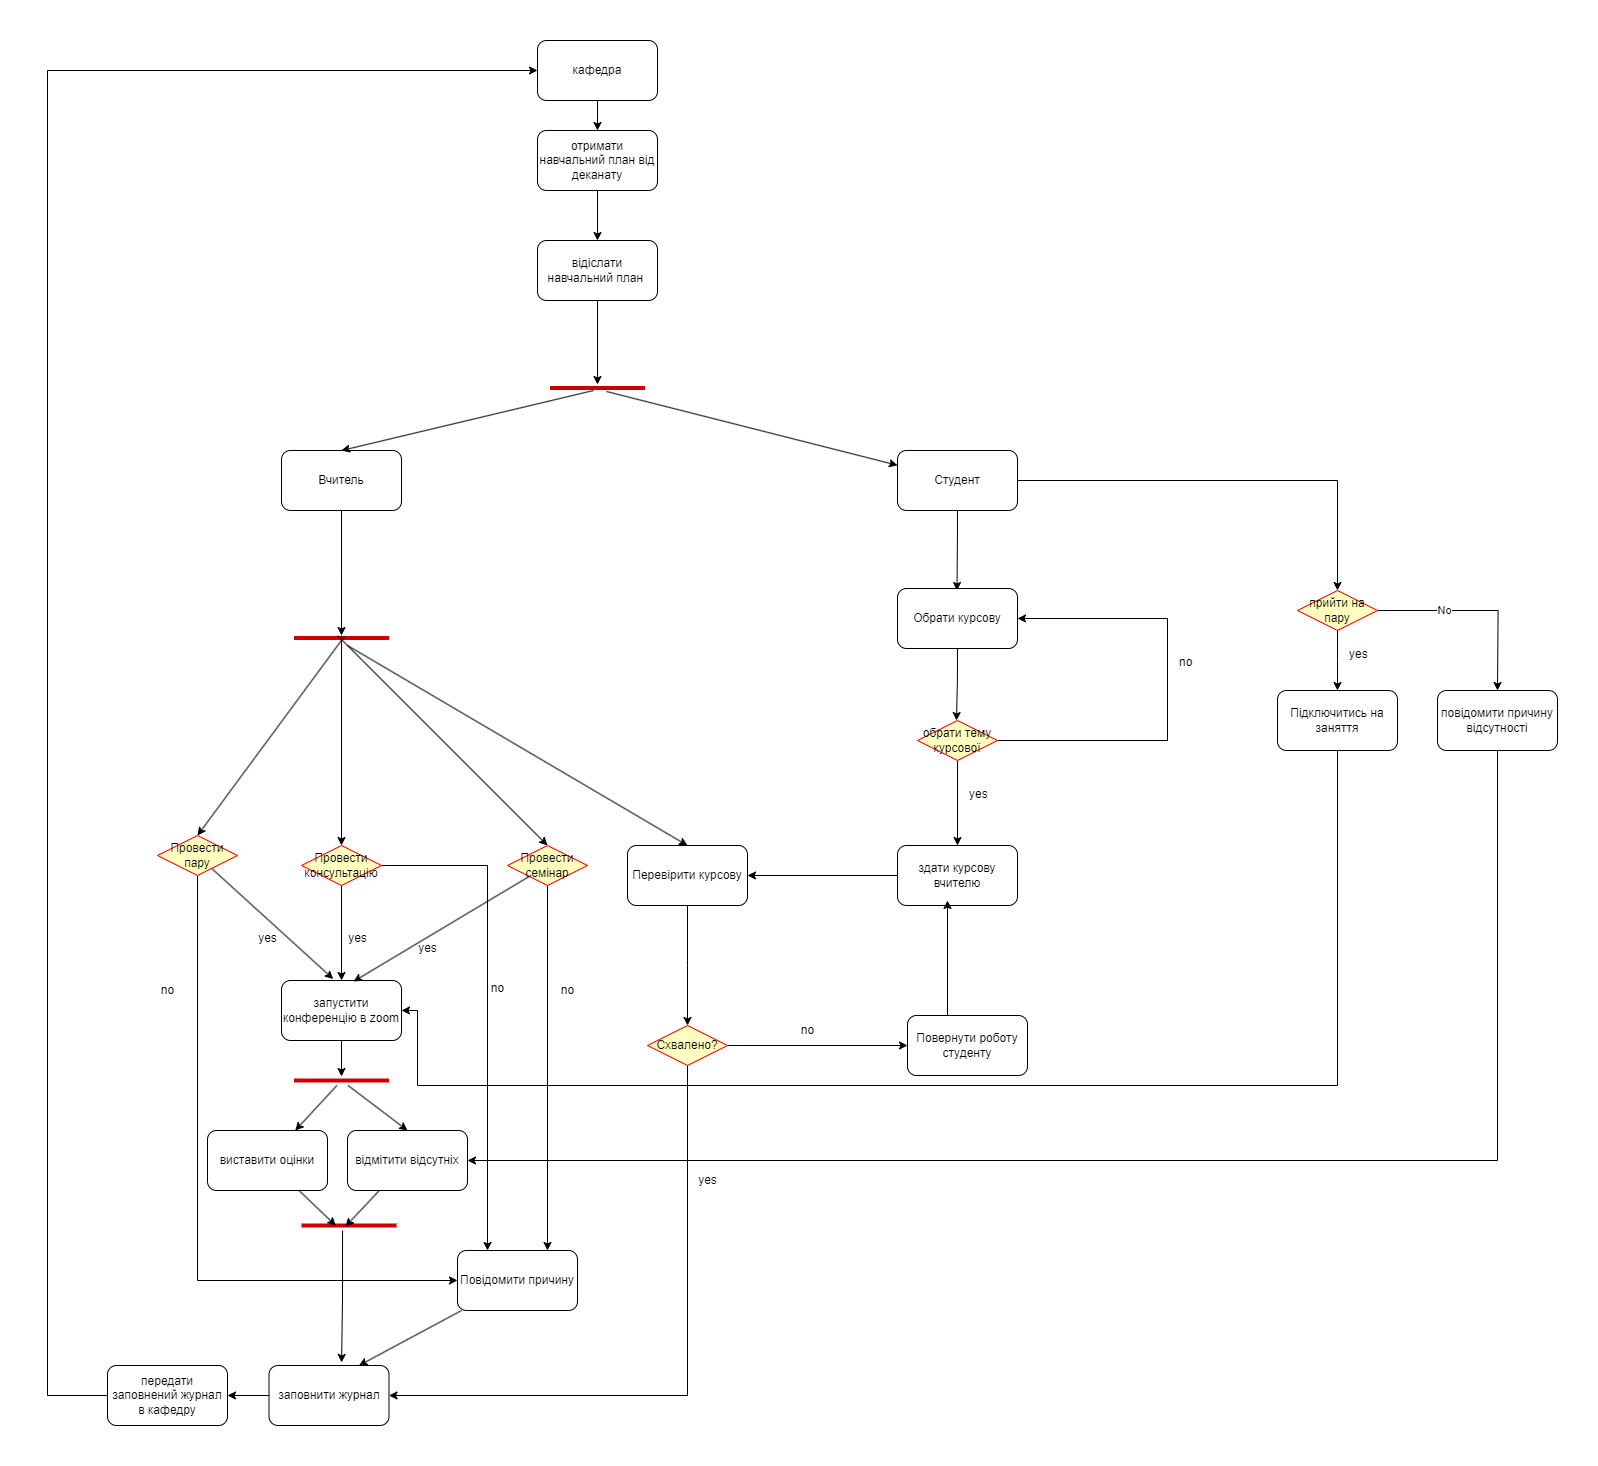 кафедра
отримати
навчальний план від
деканату
відіслати
навчальний план
Вчитель
Студент
Обрати курсову
прийти на
пару
No
yes
no
Підключитись на
заняття
повідомити причину
відсутності
обрати тему
курсової
yes
Провести
пару
Провести
консультацію
Провести
семінар
Перевірити курсову
здати курсову
вчителю
yes
yes
yes
no
no
no
запустити
конференцію в zoom
Схвалено?
no
Повернути роботу
студенту
виставити оцінки
відмітити відсутніх
yes
Повідомити причину
передати
заповнений журнал
в кафедру
заповнити журнал